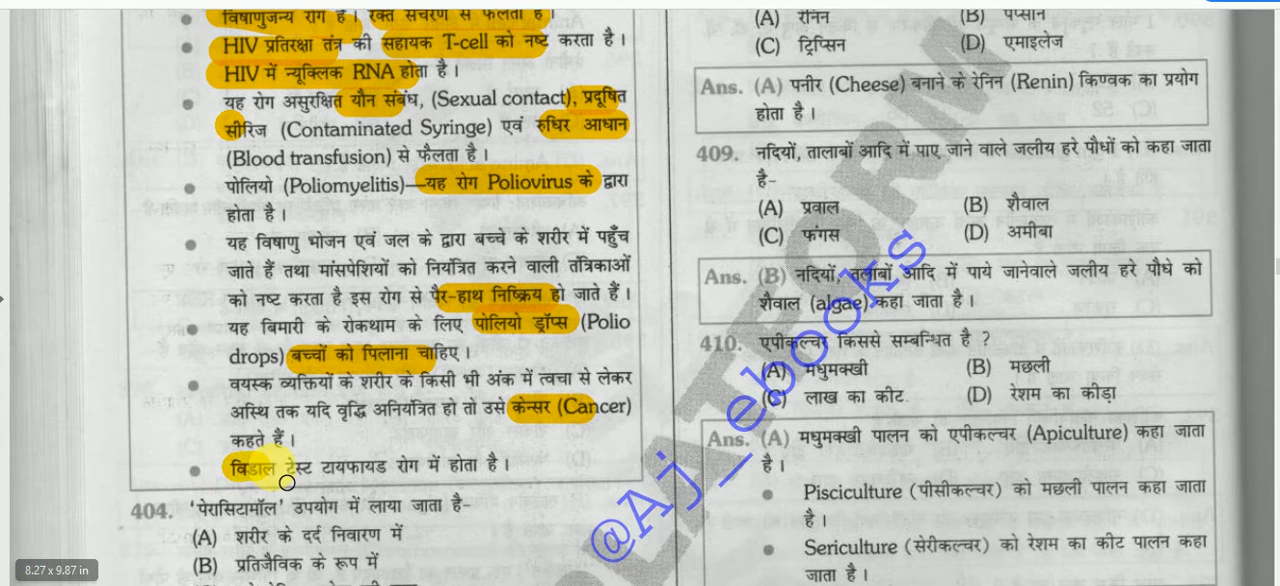 विषाणुजन्य रोग है। रक्त संचरण से फैलता है।
HIV प्रतिरक्षा तंत्र की सहायक T-cell को नष्ट करता है।
HIV में न्यूक्लिक RNA होता है।
यह रोग असुरक्षित यौन संबंध, (Sexual contact), प्रदूषित
सीरिज (Contaminated Syringe) एवं रुधिर आधान
(Blood transfusion) से फैलता है।
पोलियो (Poliomyelitis)—यह रोग Poliovirus के द्वारा
होता है।
यह विषाणु भोजन एवं जल के द्वारा बच्चे के शरीर में पहुँच
जाते हैं तथा मांसपेशियों को नियंत्रित करने वाली तंत्रिकाओं
को नष्ट करता है इस रोग से पैर-हाथ निष्क्रिय हो जाते हैं।
यह बिमारी के रोकथाम के लिए पोलियो ड्रॉप्स (Polio
drops) बच्चों को पिलाना चाहिए।
वयस्क व्यक्तियों के शरीर के किसी भी अंक में त्वचा से लेकर
अस्थि तक यदि वृद्धि अनियंत्रित हो तो उसे केन्सर (Cancer)
कहते हैं।
विडाल टेस्ट टायफायड रोग में होता है।
404. 'पेरासिटामॉल' उपयोग में लाया जाता है-
(A) शरीर के दर्द निवारण में
(B) प्रतिजैविक के रूप में
(A) रेनिन (B) पेप्सिन
(C) ट्रिप्सिन (D) एमाइलेज
Ans. (A) पनीर (Cheese) बनाने के रेनिन (Renin) किण्वक का प्रयोग
होता है।
409. नदियों, तालाबों आदि में पाए जाने वाले जलीय हरे पौधों को कहा जाता
है-
(A) प्रवाल (B) शैवाल
(C) फंगस (D) अमीबा
Ans. (B) नदियों, तलाबों आदि में पाये जानेवाले जलीय हरे पौधे को
शैवाल (algae) कहा जाता है।
410. एपीकल्चर किससे सम्बन्धित है ?
(A) मधुमक्खी (B) मछली
(C) लाख का कीट (D) रेशम का कीड़ा
Ans. (A) मधुमक्खी पालन को एपीकल्चर (Apiculture) कहा जाता
है।
Pisciculture (पीसीकल्चर) को मछली पालन कहा जाता
है।
Sericulture (सेरीकल्चर) को रेशम का कीट पालन कहा
जाता है।
PLATFORM
@Aj_ebooks
8.27 x 9.87 in